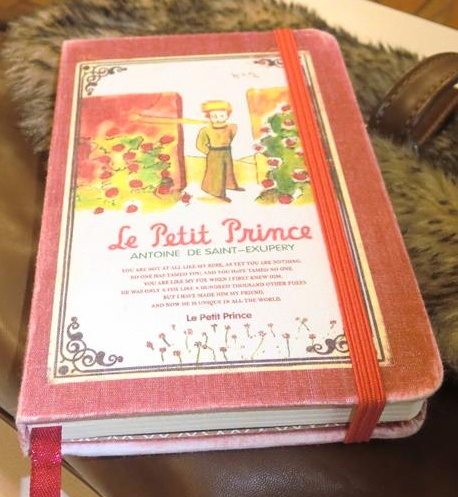 Le Petit Prince
ANTOINE DE SAINT-EXUPERY
YOU ARE NOT AT ALL LIKE MY ROSE, AS YET YOU ARE NOTHING.
NO ONE HAS TAMED YOU, AND YOU HAVE TAMED NO ONE.
YOU ARE LIKE MY FOX WHEN I FIRST KNEW HIM.
HE WAS ONLY A FOX LIKE A HUNDRED THOUSAND OTHER FOXES
BUT I HAVE MADE HIM MY FRIEND,
AND NOW HE IS UNIQUE IN ALL THE WORLD.
Le Petit Prince